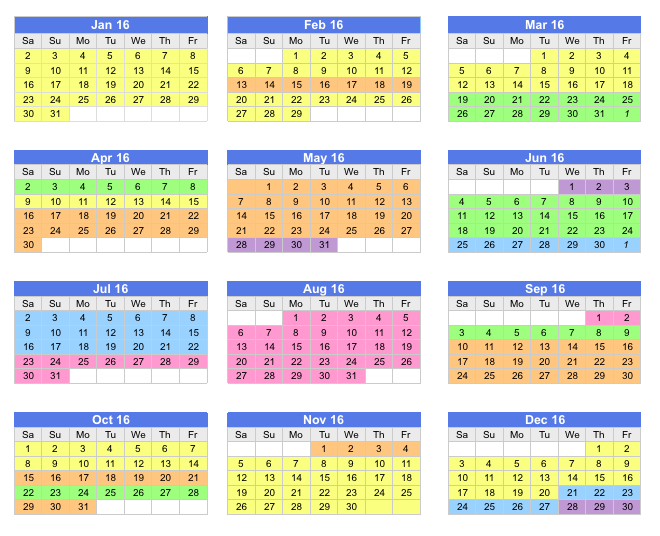 Jan 16
Sa Su Mo Tu We Th Fr
2 3 4 5 6 7 8
9 10 11 12 13 14 15
16 17 18 19 20 21 22
23 24 25 26 27 28 29
30 31
Feb 16
Sa Su Mo Tu We Th Fr
1 2 3 4 5
6 7 8 9 10 11 12
13 14 15 16 17 18 19
20 21 22 23 24 25 26
27 28 29
Mar 16
Sa Su Mo Tu We Th Fr
1 2 3 4
5 6 7 8 9 10 11
12 13 14 15 16 17 18
19 20 21 22 23 24 25
26 27 28 29 30 31 1
Apr 16
Sa Su Mo Tu We Th Fr
2 3 4 5 6 7 8
9 10 11 12 13 14 15
16 17 18 19 20 21 22
23 24 25 26 27 28 29
30
May 16
Sa Su Mo Tu We Th Fr
1 2 3 4 5 6
7 8 9 10 11 12 13
14 15 16 17 18 19 20
21 22 23 24 25 26 27
28 29 30 31
Jun 16
Sa Su Mo Tu We Th Fr
1 2 3
4 5 6 7 8 9 10
11 12 13 14 15 16 17
18 19 20 21 22 23 24
25 26 27 28 29 30 1
Jul 16
Sa Su Mo Tu We Th Fr
2 3 4 5 6 7 8
9 10 11 12 13 14 15
16 17 18 19 20 21 22
23 24 25 26 27 28 29
30 31
Aug 16
Sa Su Mo Tu We Th Fr
1 2 3 4 5
6 7 8 9 10 11 12
13 14 15 16 17 18 19
20 21 22 23 24 25 26
27 28 29 30 31
Sep 16
Sa Su Mo Tu We Th Fr
1 2
3 4 5 6 7 8 9
10 11 12 13 14 15 16
17 18 19 20 21 22 23
24 25 26 27 28 29 30
Oct 16
Sa Su Mo Tu We Th Fr
1 2 3 4 5 6 7
8 9 10 11 12 13 14
15 16 17 18 19 20 21
22 23 24 25 26 27 28
29 30 31
Nov 16
Sa Su Mo Tu We Th Fr
1 2 3 4
5 6 7 8 9 10 11
12 13 14 15 16 17 18
19 20 21 22 23 24 25
26 27 28 29 30
Dec 16
Sa Su Mo Tu We Th Fr
1 2
3 4 5 6 7 8 9
10 11 12 13 14 15 16
17 18 19 20 21 22 23
24 25 26 27 28 29 30